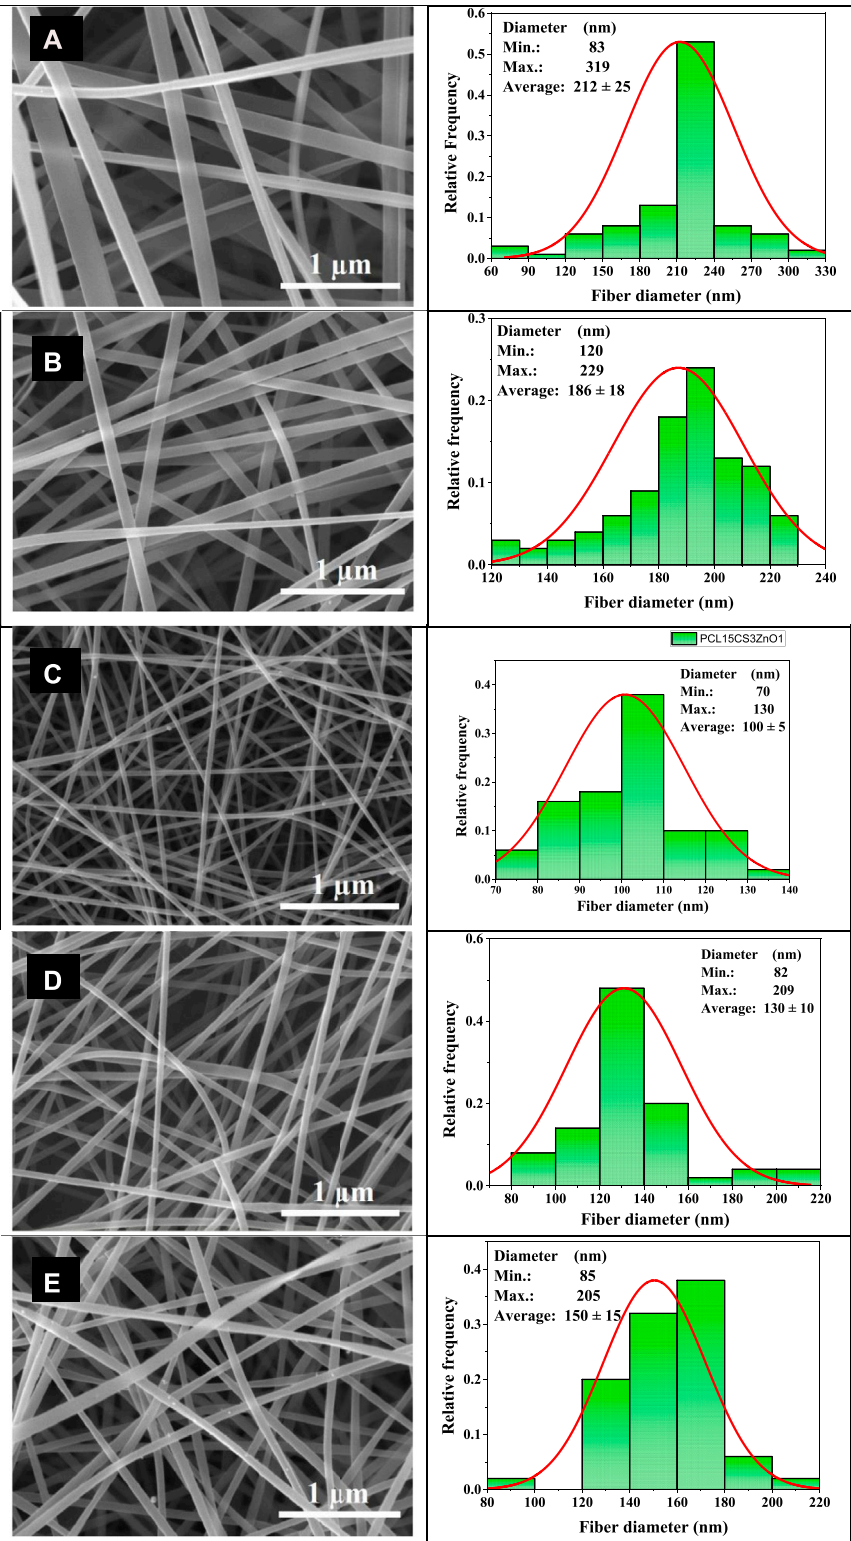 A
1 µm
0.6
0.5
0.3
0.2
0.1
0.0
Relative Frequency
Diameter (nm)
Min.: 83
Max.: 319
Average: 212 ± 25
60 90 120 150 180 210 240 270 300 330
Fiber diameter (nm)
B
1 µm
0.3
0.2
0.1
0.0
Relative frequency
Diameter (nm)
Min.: 120
Max.: 229
Average: 186 ± 18
120 140 160 180 200 220 240
Fiber diameter (nm)
C
1 µm
PCL15CS3ZnO1
0.4
0.3
0.2
0.1
0.0
Relative frequency
Diameter (nm)
Min.: 70
Max.: 130
Average: 100 ± 5
70 80 90 100 110 120 130 140
Fiber diameter (nm)
D
1 µm
0.6
0.4
0.2
0.0
Relative frequency
Diameter (nm)
Min.: 82
Max.: 209
Average: 130 ± 10
80 100 120 140 160 180 200 220
Fiber diameter (nm)
E
1 µm
0.4
0.3
0.2
0.1
0.0
Relative frequency
Diameter (nm)
Min.: 85
Max.: 205
Average: 150 ± 15
80 100 120 140 160 180 200 220
Fiber diameter (nm)